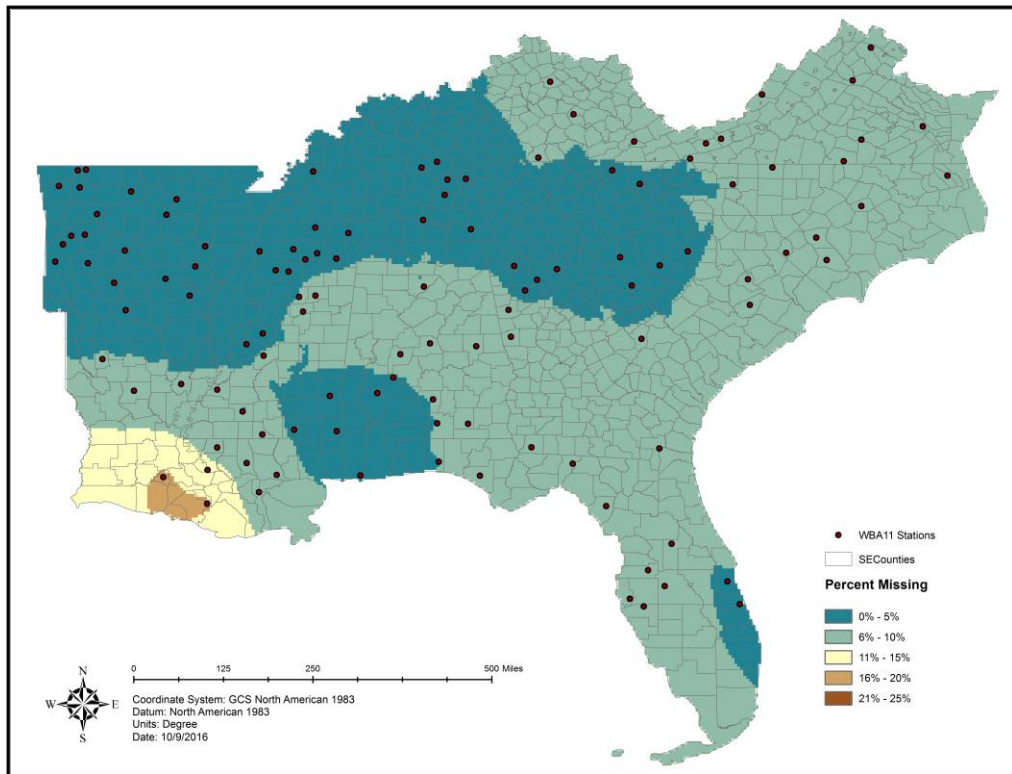 WBA11 Stations
SECounties
Percent Missing
0% - 5%
6% - 10%
11% - 15%
16% - 20%
21% - 25%
0 125 250 500 Miles
N
W E
S
Coordinate System: GCS North American 1983
Datum: North American 1983
Units: Degree
Date: 10/9/2016